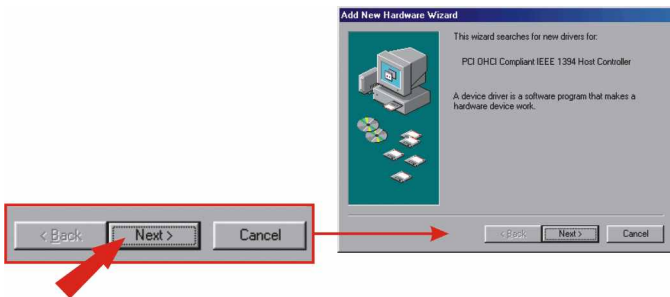 Add New Hardware Wizard
This wizard searches for new drivers for:
PCI OHCI Compliant IEEE 1394 Host Controller
A device driver is a software program that makes a
hardware device work.
< Back Next > Cancel
< Back Next > Cancel